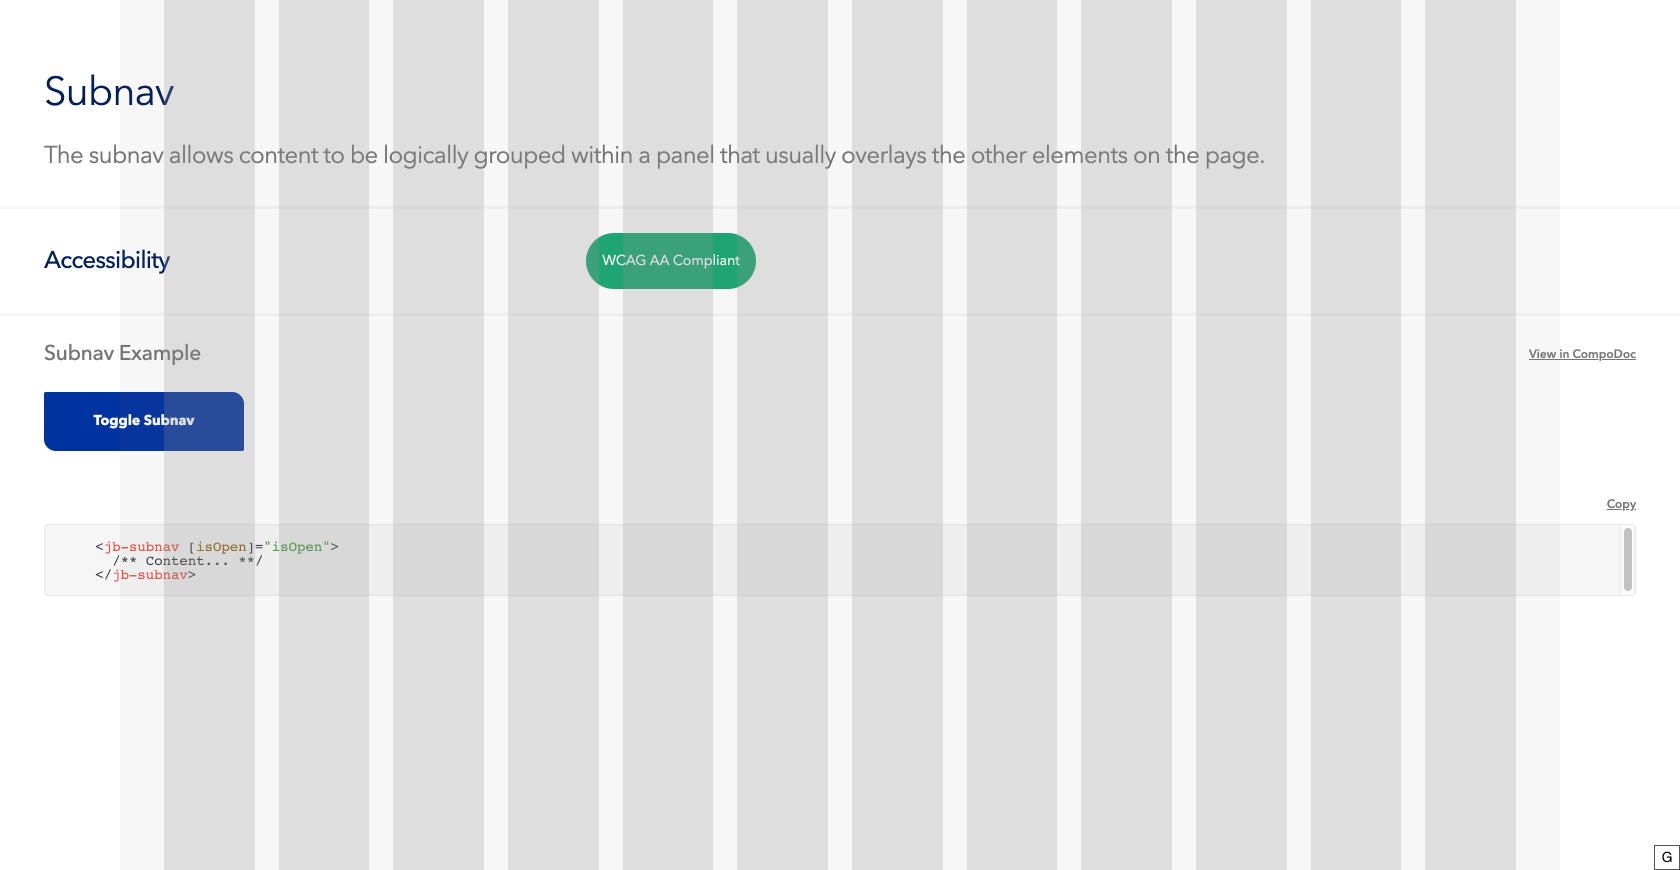 Subnav
The subnav allows content to be logically grouped within a panel that usually overlays the other elements on the page.
Accessibility
WCAG AA Compliant
Subnav Example
View in CompoDoc
Toggle Subnav
Copy
<jb-subnav [isOpen]="isOpen">
/** Content... **/
</jb-subnav>
G